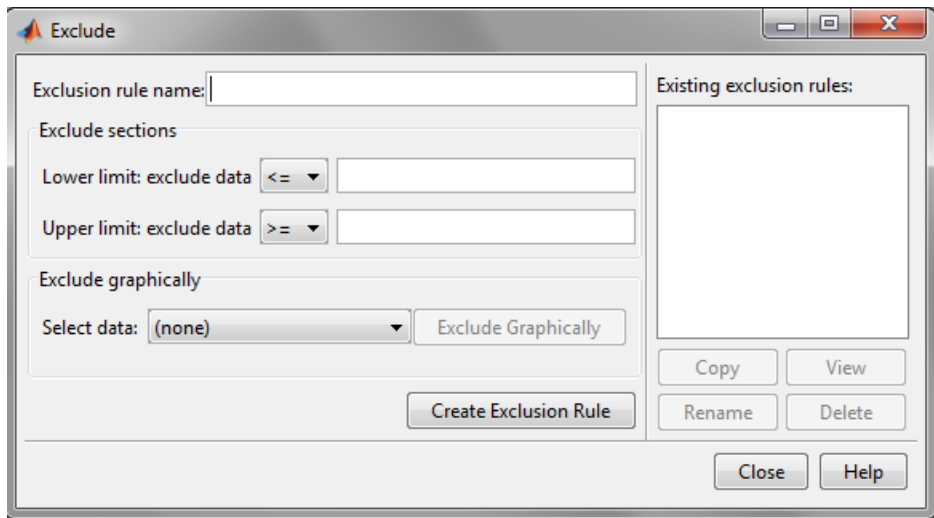 Exclude
Exclusion rule name:
Exclude sections
Lower limit: exclude data <=
Upper limit: exclude data >=
Exclude graphically
Select data: (none) Exclude Graphically
Create Exclusion Rule
Existing exclusion rules:
Copy View
Rename Delete
Close Help